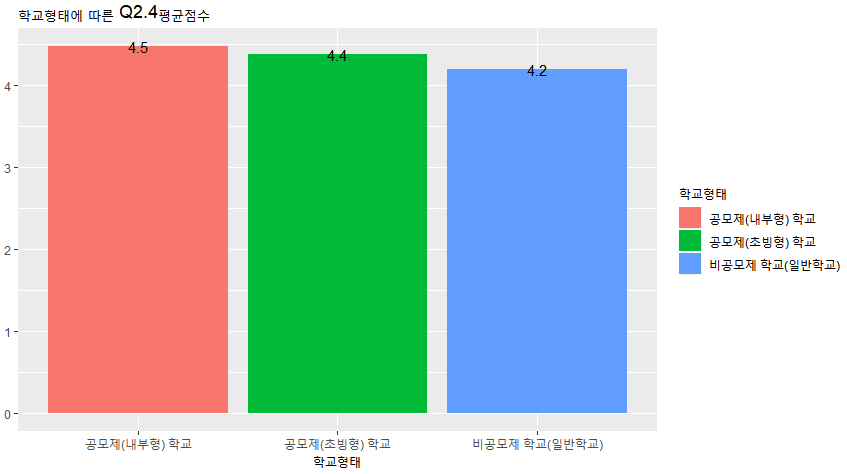 학교형태에 따른 Q2.4평균점수
4.5
4.4
4.2
4
3
2
1
0
공모제(내부형) 학교
공모제(초빙형) 학교
비공모제 학교(일반학교)
학교형태
학교형태
공모제(내부형) 학교
공모제(초빙형) 학교
비공모제 학교(일반학교)